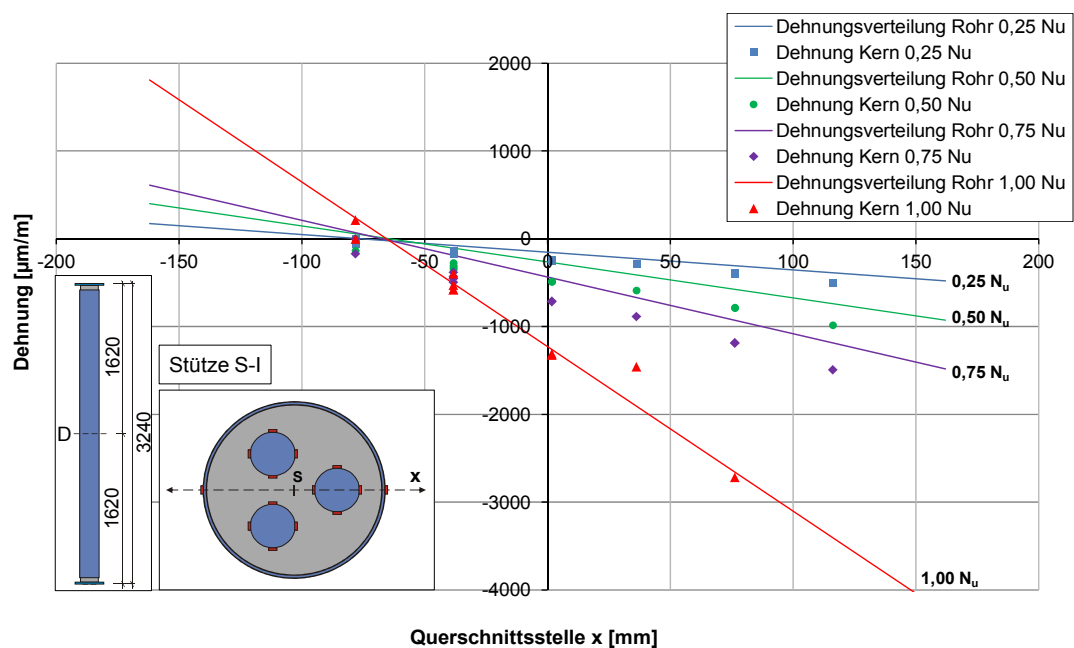 Dehnungsverteilung Rohr 0,25 Nu
Dehnung Kern 0,25 Nu
Dehnungsverteilung Rohr 0,50 Nu
Dehnung Kern 0,50 Nu
Dehnungsverteilung Rohr 0,75 Nu
Dehnung Kern 0,75 Nu
Dehnungsverteilung Rohr 1,00 Nu
Dehnung Kern 1,00 Nu
2000
1000
0
-1000
-2000
-3000
-4000
-200
-150
-100
-50
0
50
100
150
200
Dehnung [µm/m]
Querschnittsstelle x [mm]
0,25 Nu
0,50 Nu
0,75 Nu
1,00 Nu
D
1620
1620
3240
Stütze S-I
S
x